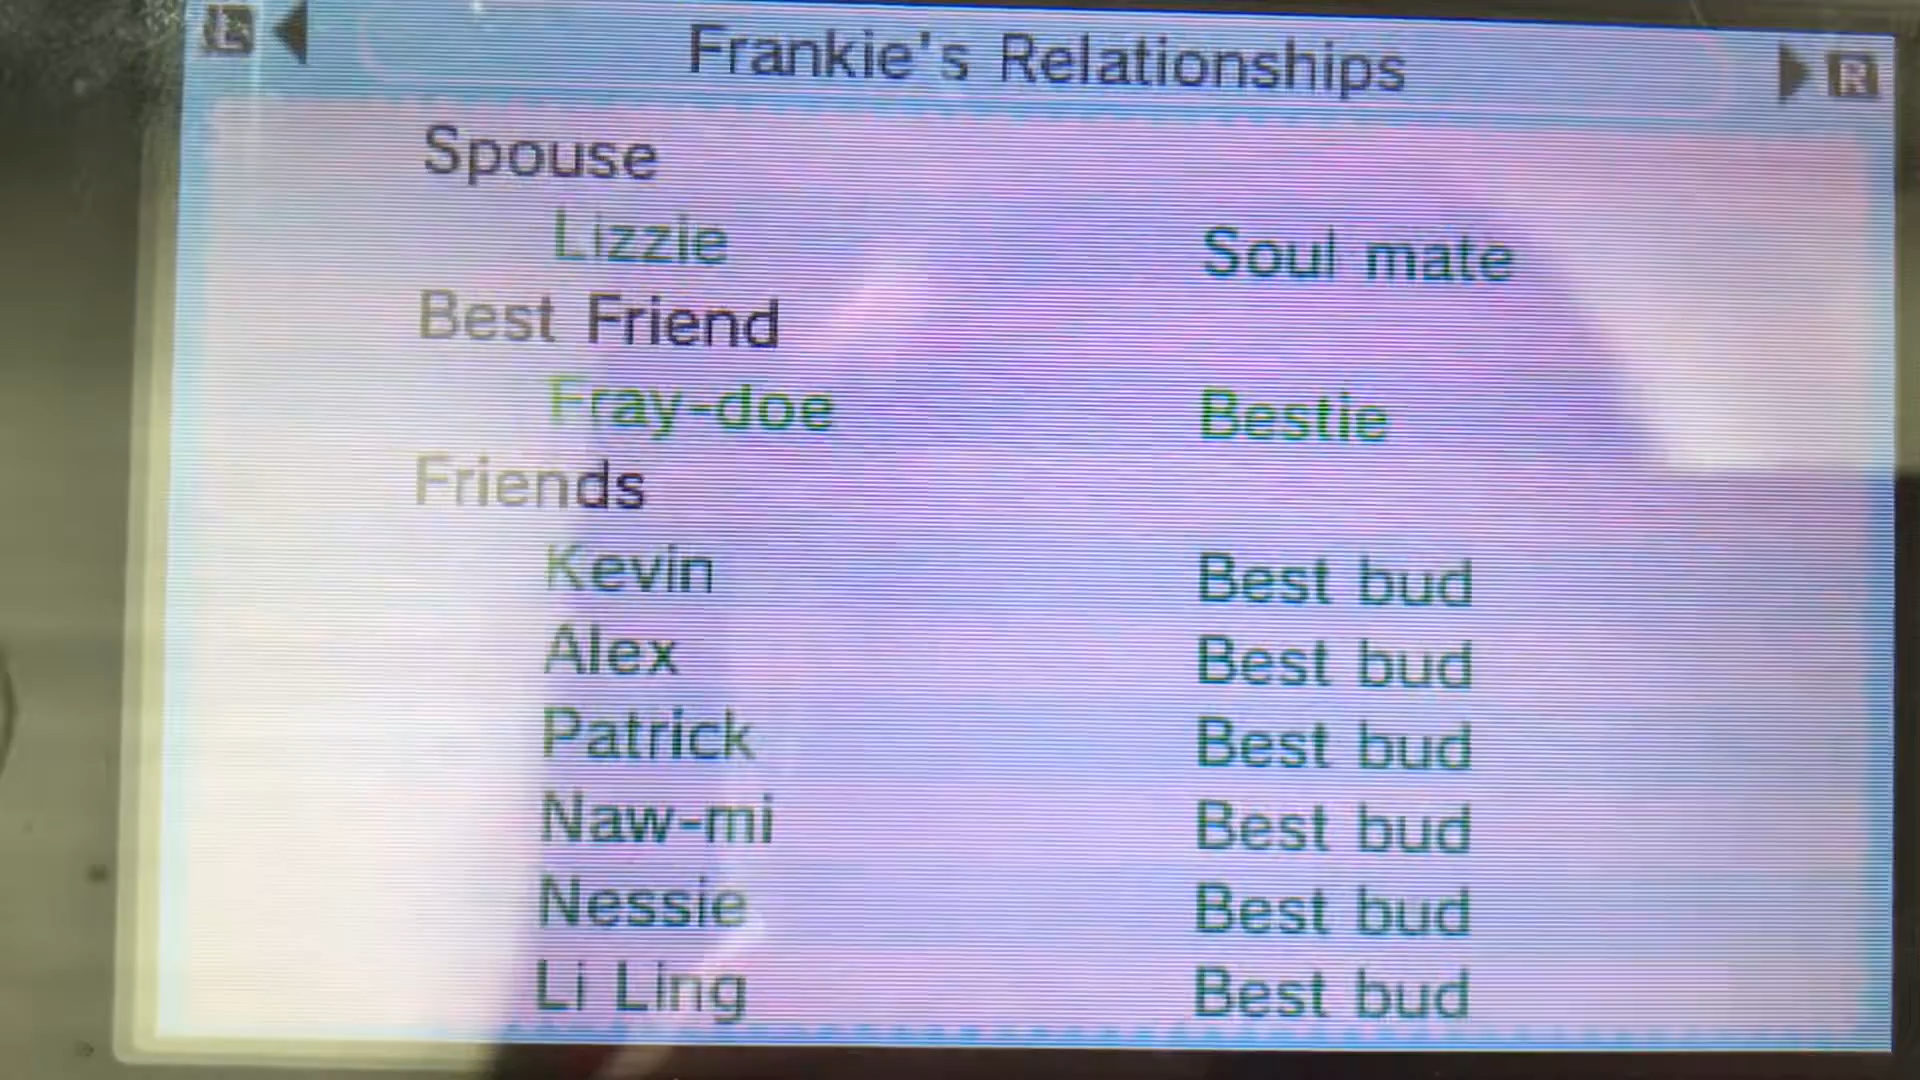 L Frankie's Relationships R
Spouse
Lizzie Soul mate
Best Friend
Fray-doe Bestie
Friends
Kevin Best bud
Alex Best bud
Patrick Best bud
Naw-mi Best bud
Nessie Best bud
Li Ling Best bud